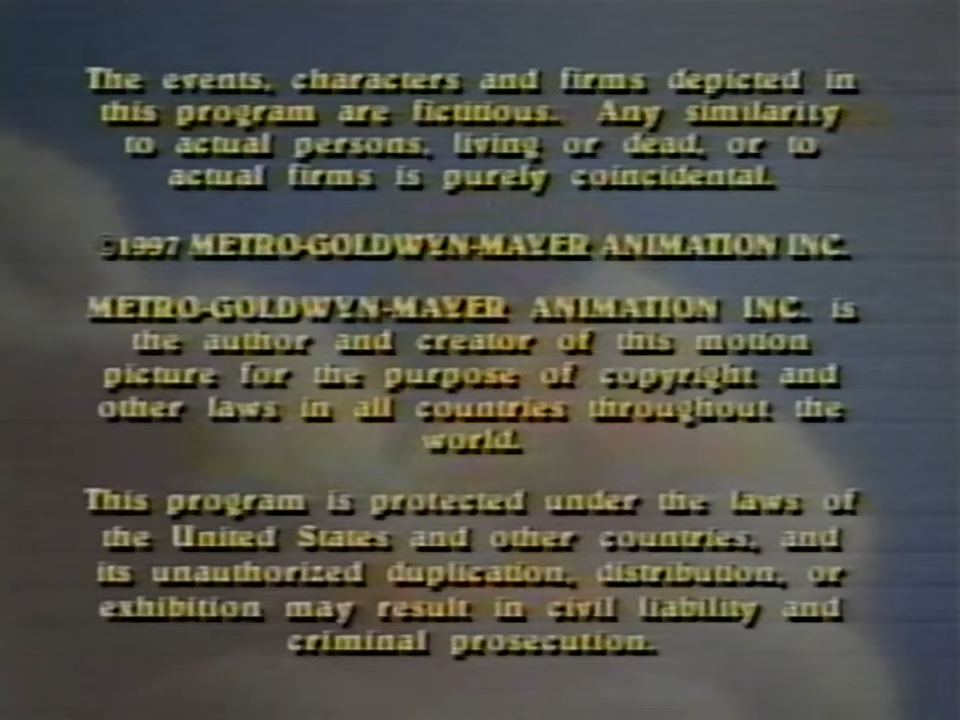 The events, characters and firms depicted in
this program are fictitious. Any similarity
to actual persons, living or dead, or to
actual firms is purely coincidental.
©1997 METRO-GOLDWYN-MAYER ANIMATION INC.
METRO-GOLDWYN-MAYER ANIMATION INC. is
the author and creator of this motion
picture for the purpose of copyright and
other laws in all countries throughout the
world.
This program is protected under the laws of
the United States and other countries, and
its unauthorized duplication, distribution, or
exhibition may result in civil liability and
criminal prosecution.